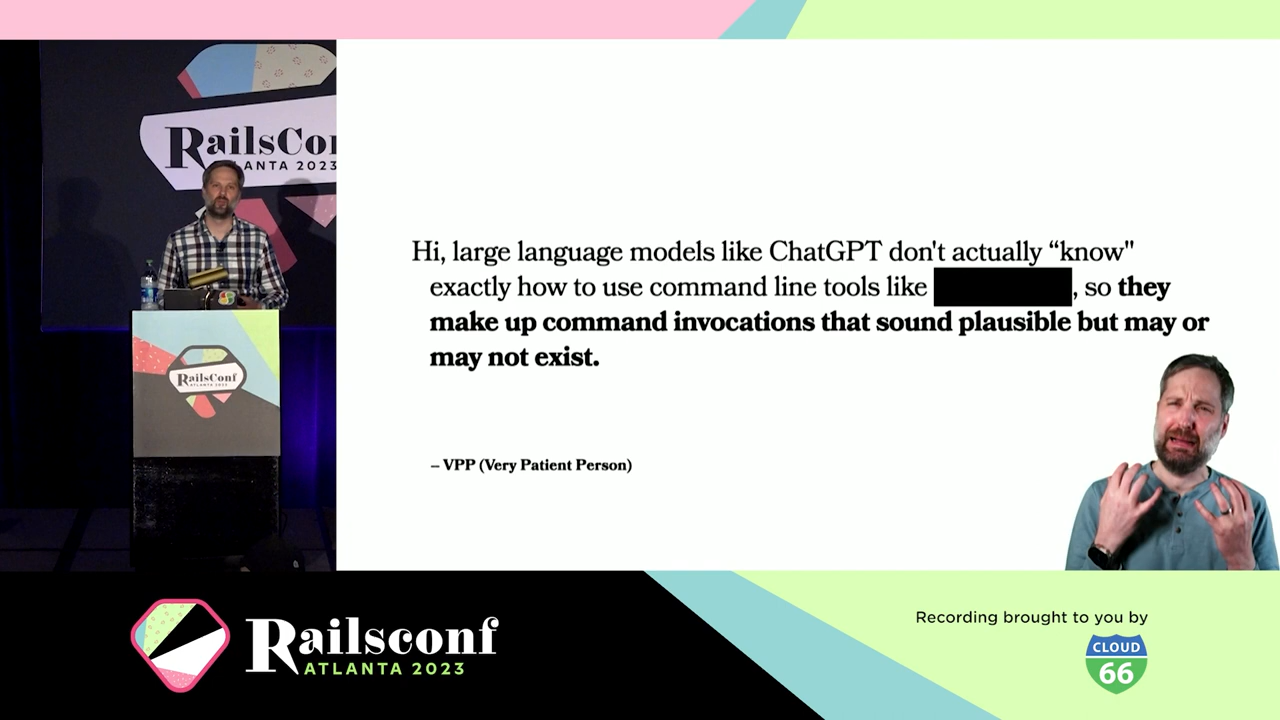 RailsCon
ATLANTA 2023
RailsConf
ATLANTA 2023
Hi, large language models like ChatGPT don't actually “know"
exactly how to use command line tools like , so they
make up command invocations that sound plausible but may or
may not exist.
– VPP (Very Patient Person)
Railsconf
ATLANTA 2023
Recording brought to you by
CLOUD
66